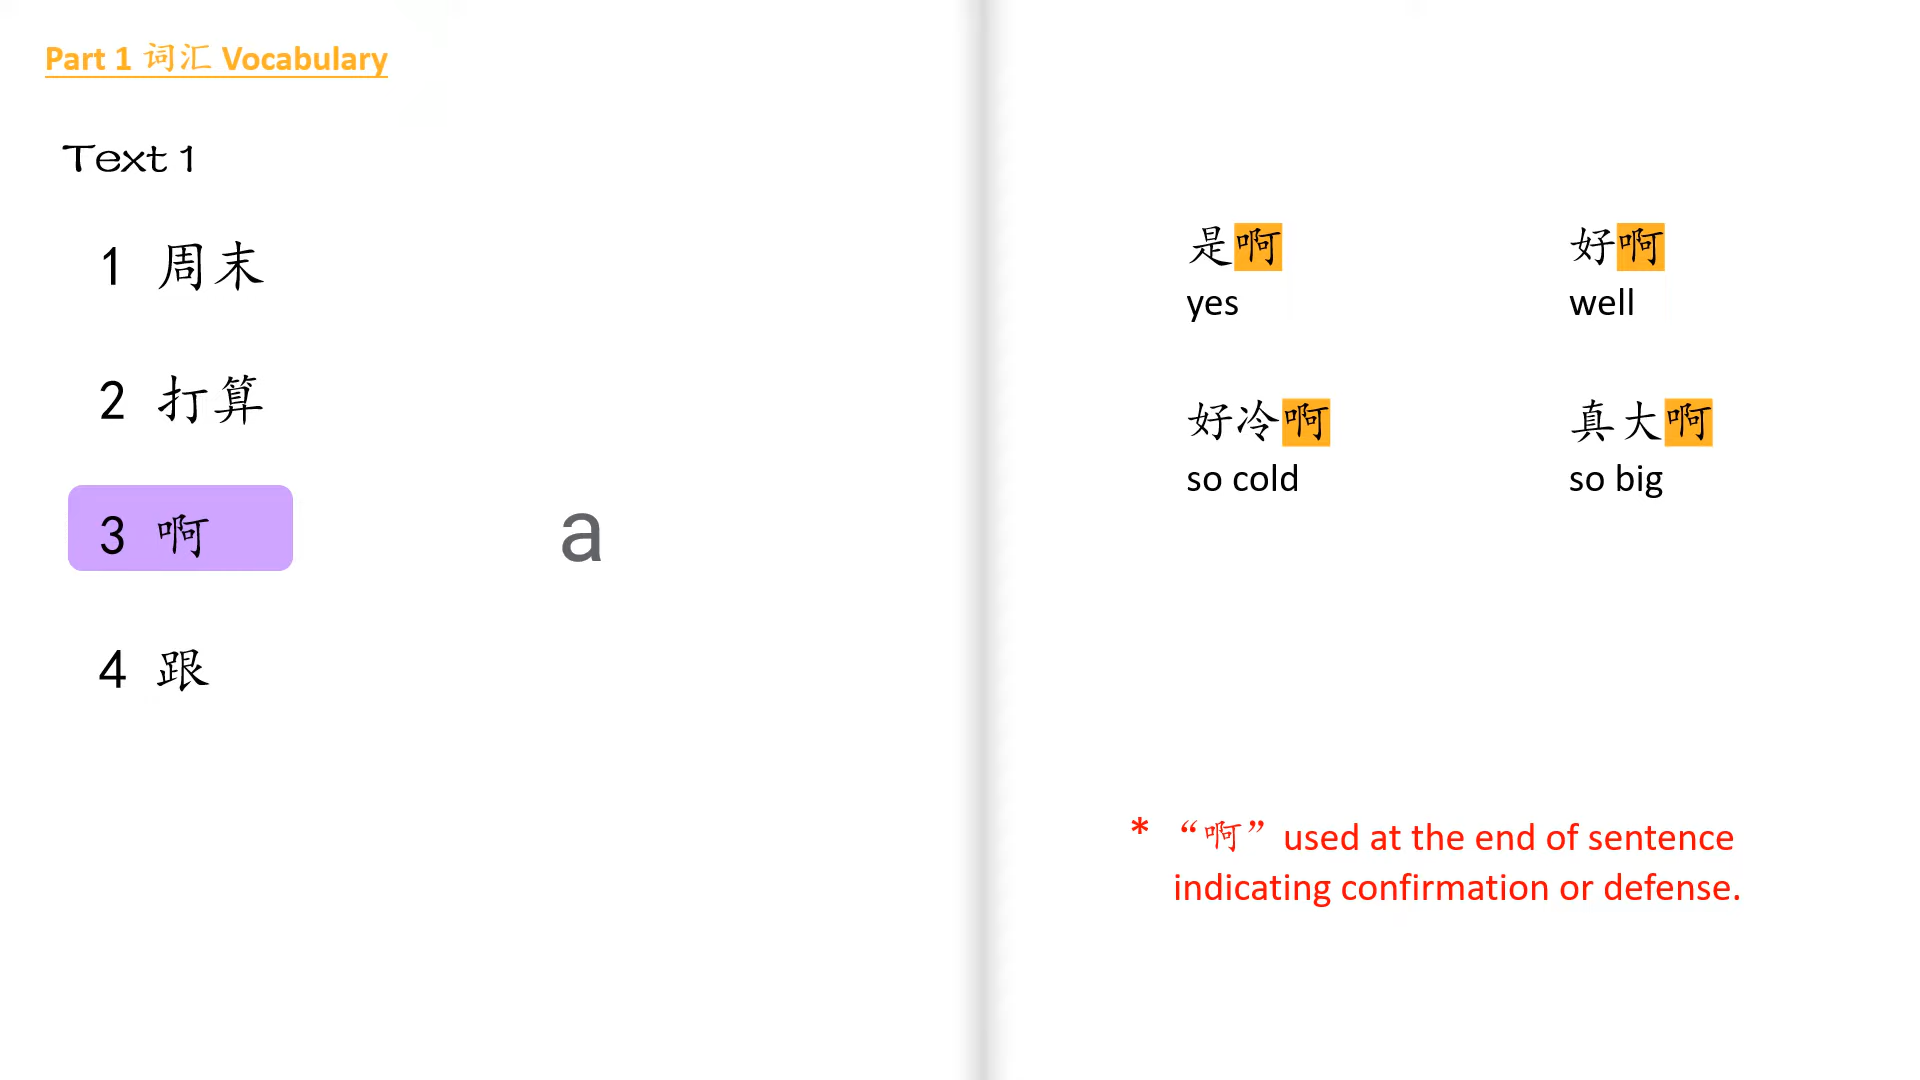 Part 1 词汇 Vocabulary
Text 1
1 周末
2 打算
3 啊
a
4 跟
是啊
yes
好啊
well
好冷啊
so cold
真大啊
so big
* “啊” used at the end of sentence
indicating confirmation or defense.